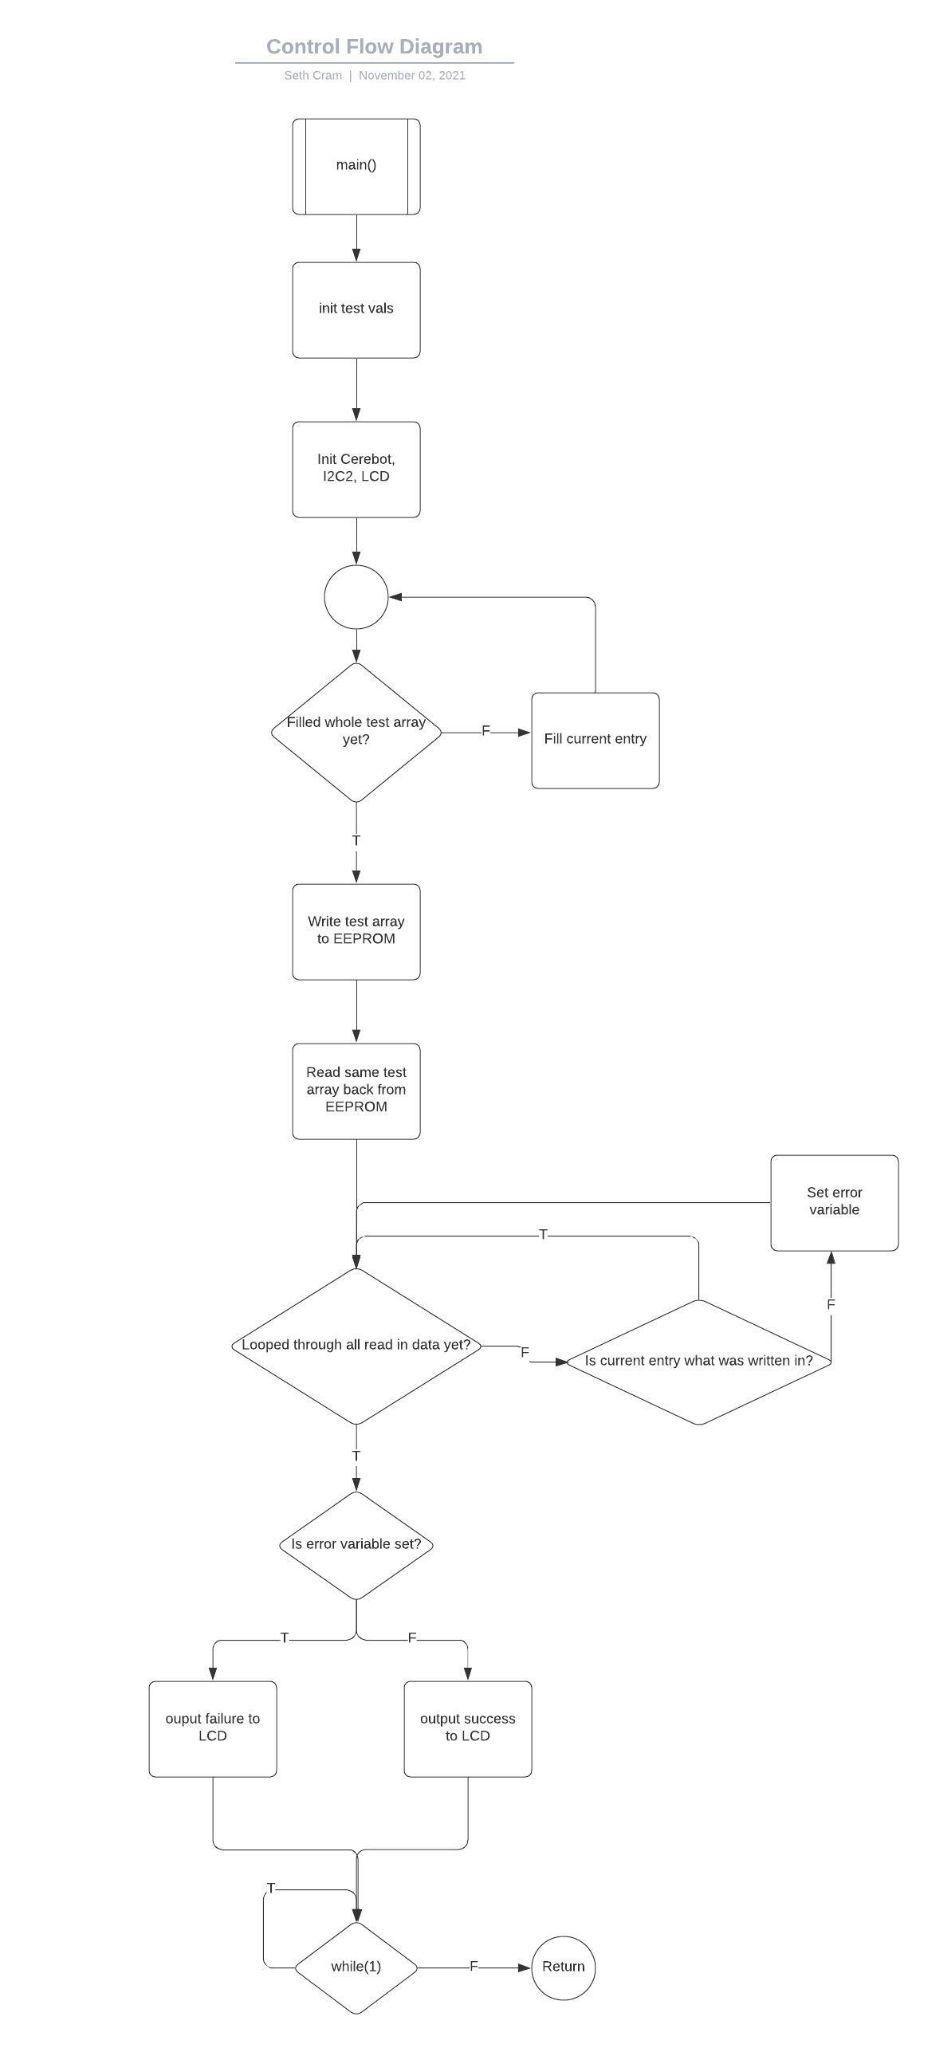 Control Flow Diagram
Seth Cram | November 02, 2021
main()
init test vals
Init Cerebot,
I2C2, LCD
Filled whole test array
yet?
F
Fill current entry
T
Write test array
to EEPROM
Read same test
array back from
EEPROM
Set error
variable
T
F
Looped through all read in data yet?
F
Is current entry what was written in?
T
Is error variable set?
T
F
ouput failure to
LCD
output success
to LCD
T
while(1)
F
Return